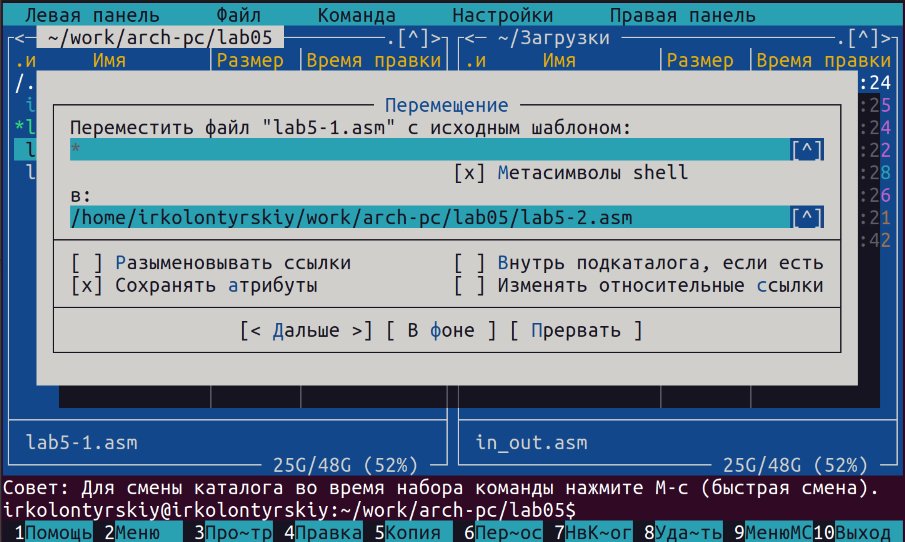 Левая панель Файл Команда Настройки Правая панель
<─ ~/work/arch-pc/lab05 .[^]> <─ ~/Загрузки .[^]>
.и Имя Размер Время правки .и Имя Размер Время правки
/. :24
i :25
*l :24
l :22
l :28
:26
:21
:42
Перемещение
Переместить файл "lab5-1.asm" с исходным шаблоном:
* [^]
[x] Метасимволы shell
в:
/home/irkolontyrskiy/work/arch-pc/lab05/lab5-2.asm [^]
[ ] Разыменовывать ссылки [ ] Внутрь подкаталога, если есть
[x] Сохранять атрибуты [ ] Изменять относительные ссылки
[< Дальше >] [ В фоне ] [ Прервать ]
lab5-1.asm in_out.asm
25G/48G (52%) 25G/48G (52%)
Совет: Для смены каталога во время набора команды нажмите M-c (быстрая смена).
irkolontyrskiy@irkolontyrskiy:~/work/arch-pc/lab05$
1Помощь 2Меню 3Про~тр 4Правка 5Копия 6Пер~ос 7НвК~ог 8Уда~ть 9МенюMC 10Выход